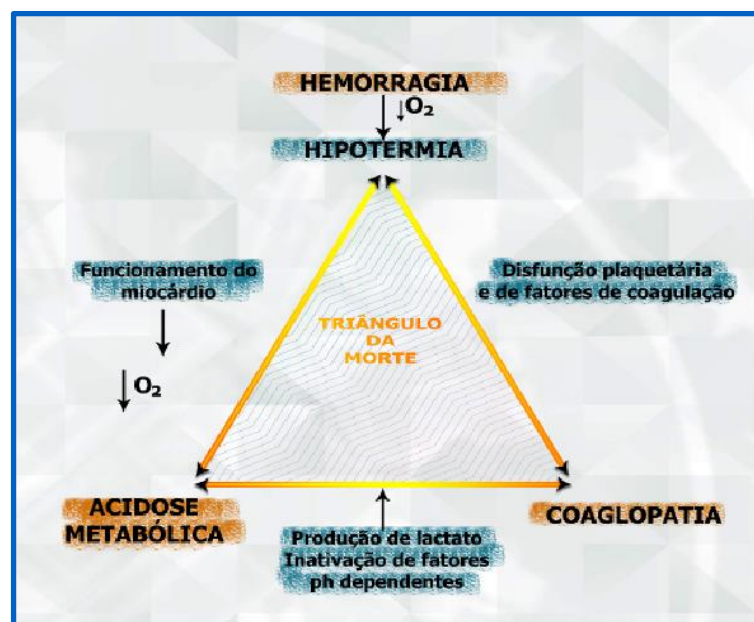 HEMORRAGIA
↓O₂
HIPOTERMIA
Funcionamento do
miocárdio
Disfunção plaquetária
e de fatores de coagulação
TRIÂNGULO
DA
MORTE
↓O₂
ACIDOSE
METABÓLICA
COAGLOPATIA
Produção de lactato
Inativação de fatores
ph dependentes